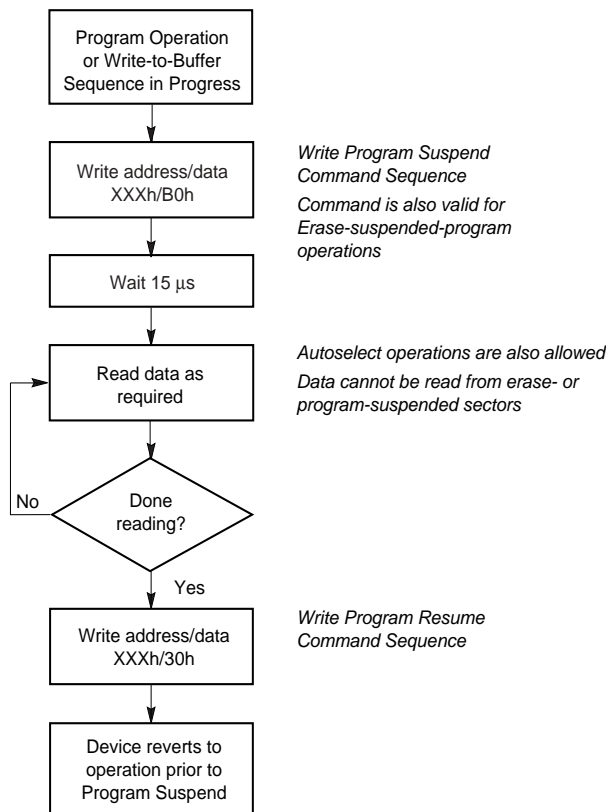 Program Operation
or Write-to-Buffer
Sequence in Progress
Write address/data
XXXh/B0h
Write Program Suspend
Command Sequence
Command is also valid for
Erase-suspended-program
operations
Wait 15 μs
Read data as
required
Autoselect operations are also allowed
Data cannot be read from erase- or
program-suspended sectors
No
Done
reading?
Yes
Write address/data
XXXh/30h
Write Program Resume
Command Sequence
Device reverts to
operation prior to
Program Suspend